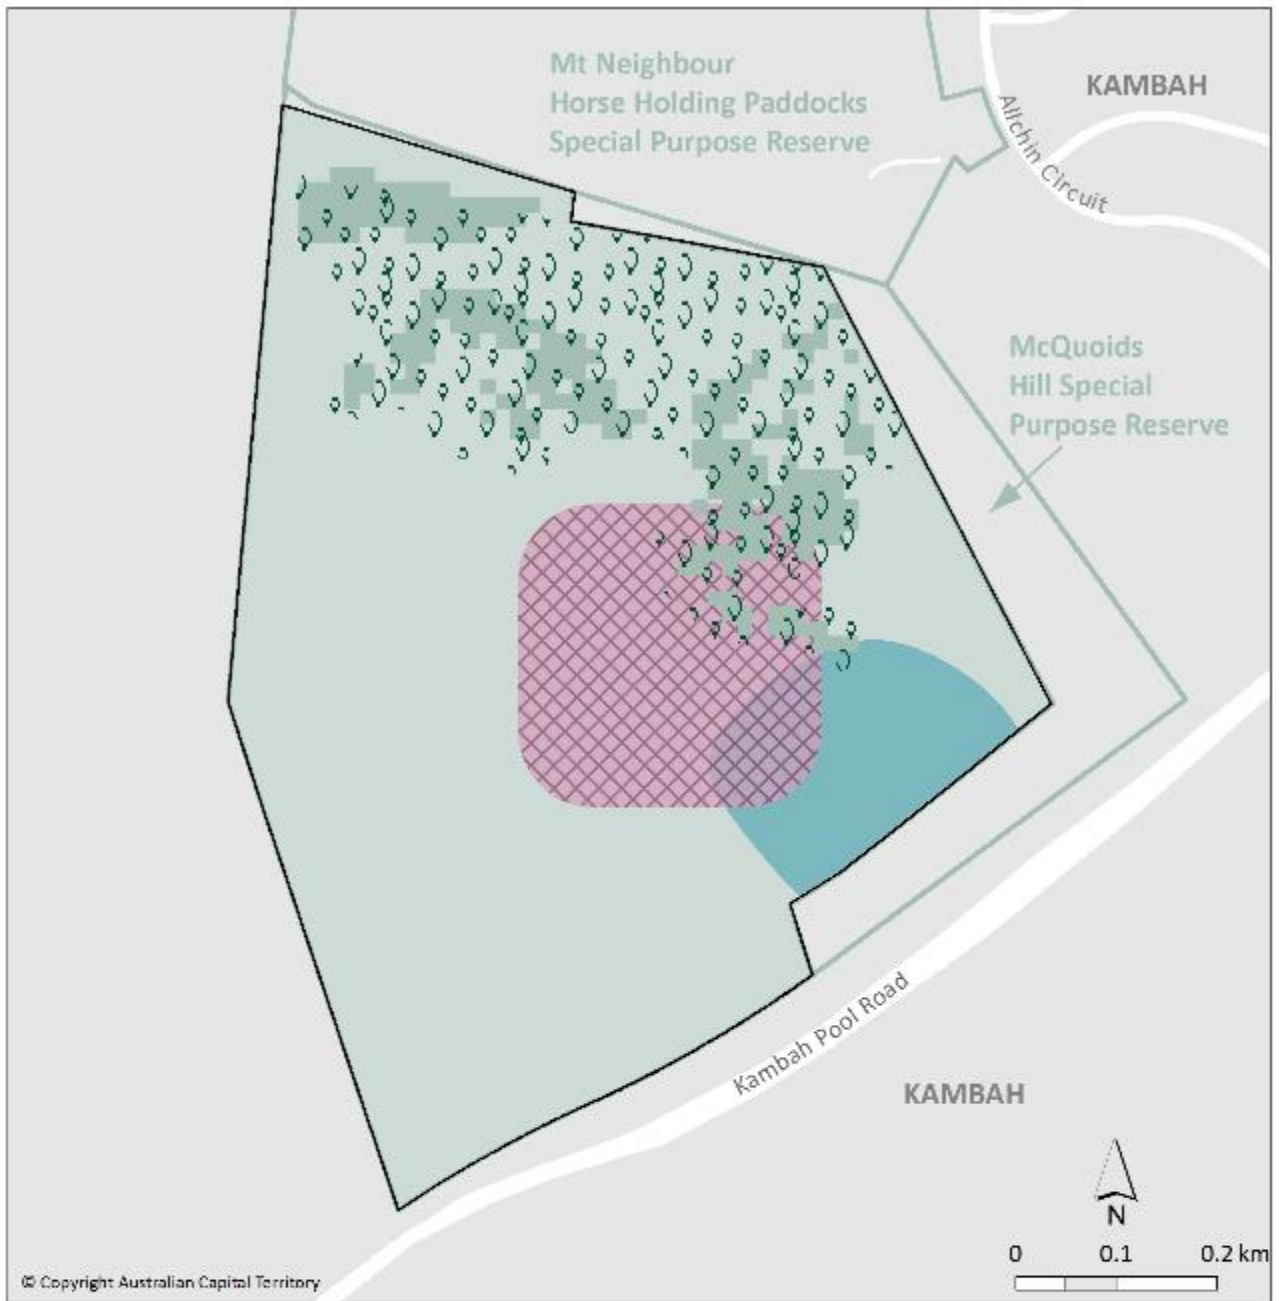 Mt Neighbour
Horse Holding Paddocks
Special Purpose Reserve
KAMBAH
Allchin Circuit
McQuoids
Hill Special
Purpose Reserve
Kambah Pool Road
KAMBAH
N
0 0.1 0.2 km
© Copyright Australian Capital Territory